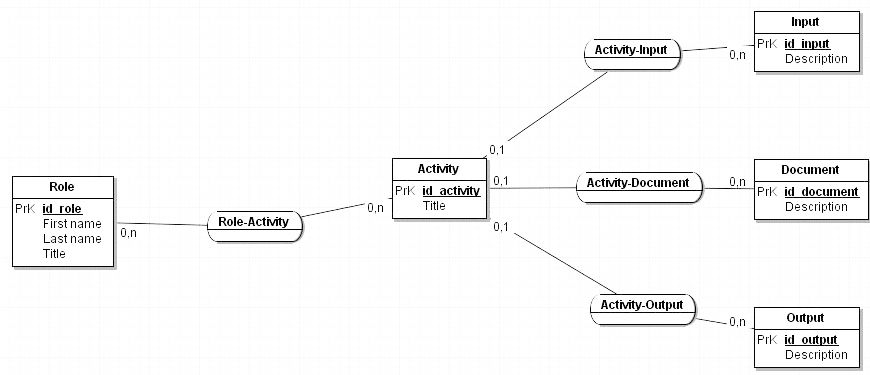 Input
PrK id_input
Description
Activity-Input
0,n
0,1
Activity
PrK id_activity
Title
0,1
Activity-Document
0,n
Document
PrK id_document
Description
Role
PrK id_role
First name
Last name
Title
0,n
Role-Activity
0,n
0,1
Activity-Output
0,n
Output
PrK id_output
Description